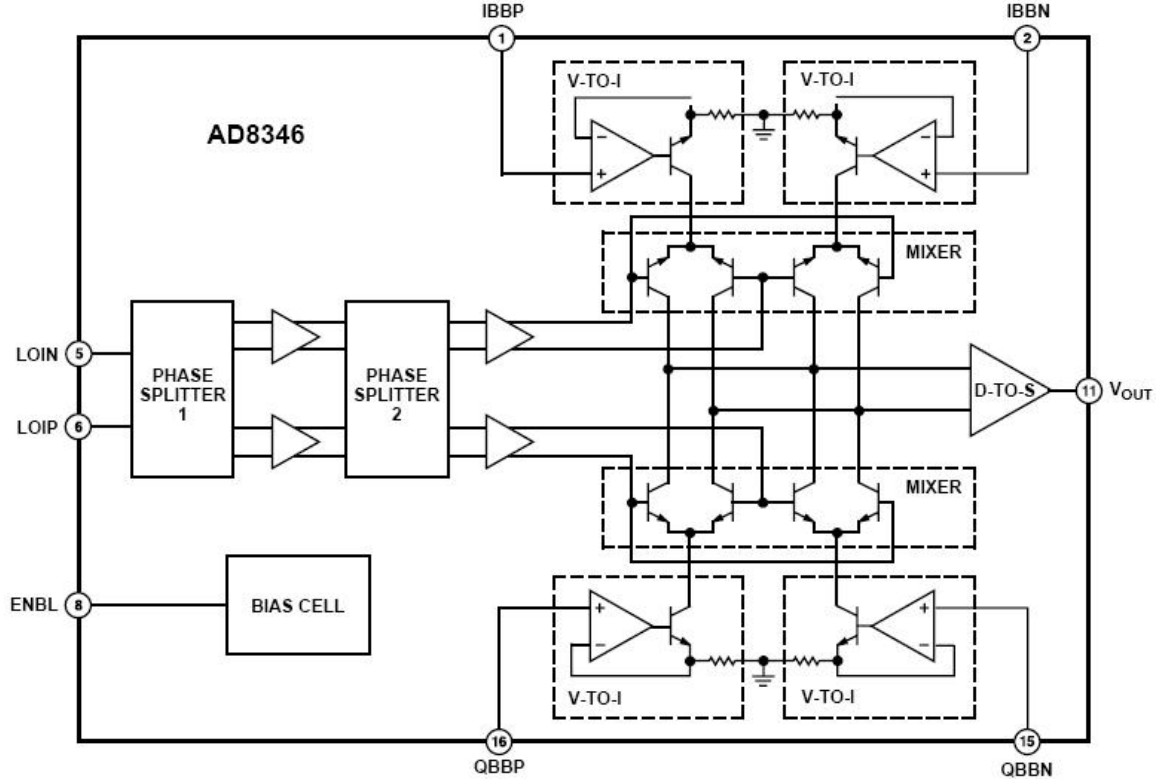 IBBP
IBBN
1
2
V-TO-I
V-TO-I
AD8346
−
+
−
+
MIXER
LOIN
5
PHASE
SPLITTER
1
PHASE
SPLITTER
2
D-TO-S
11
VOUT
LOIP
6
MIXER
ENBL
8
BIAS CELL
+
−
+
−
V-TO-I
V-TO-I
16
15
QBBP
QBBN